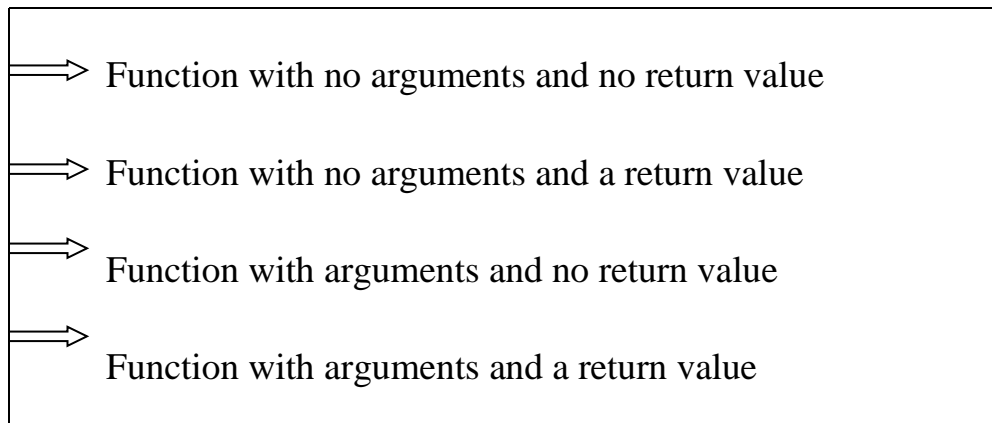 Function with no arguments and no return value
Function with no arguments and a return value
Function with arguments and no return value
Function with arguments and a return value